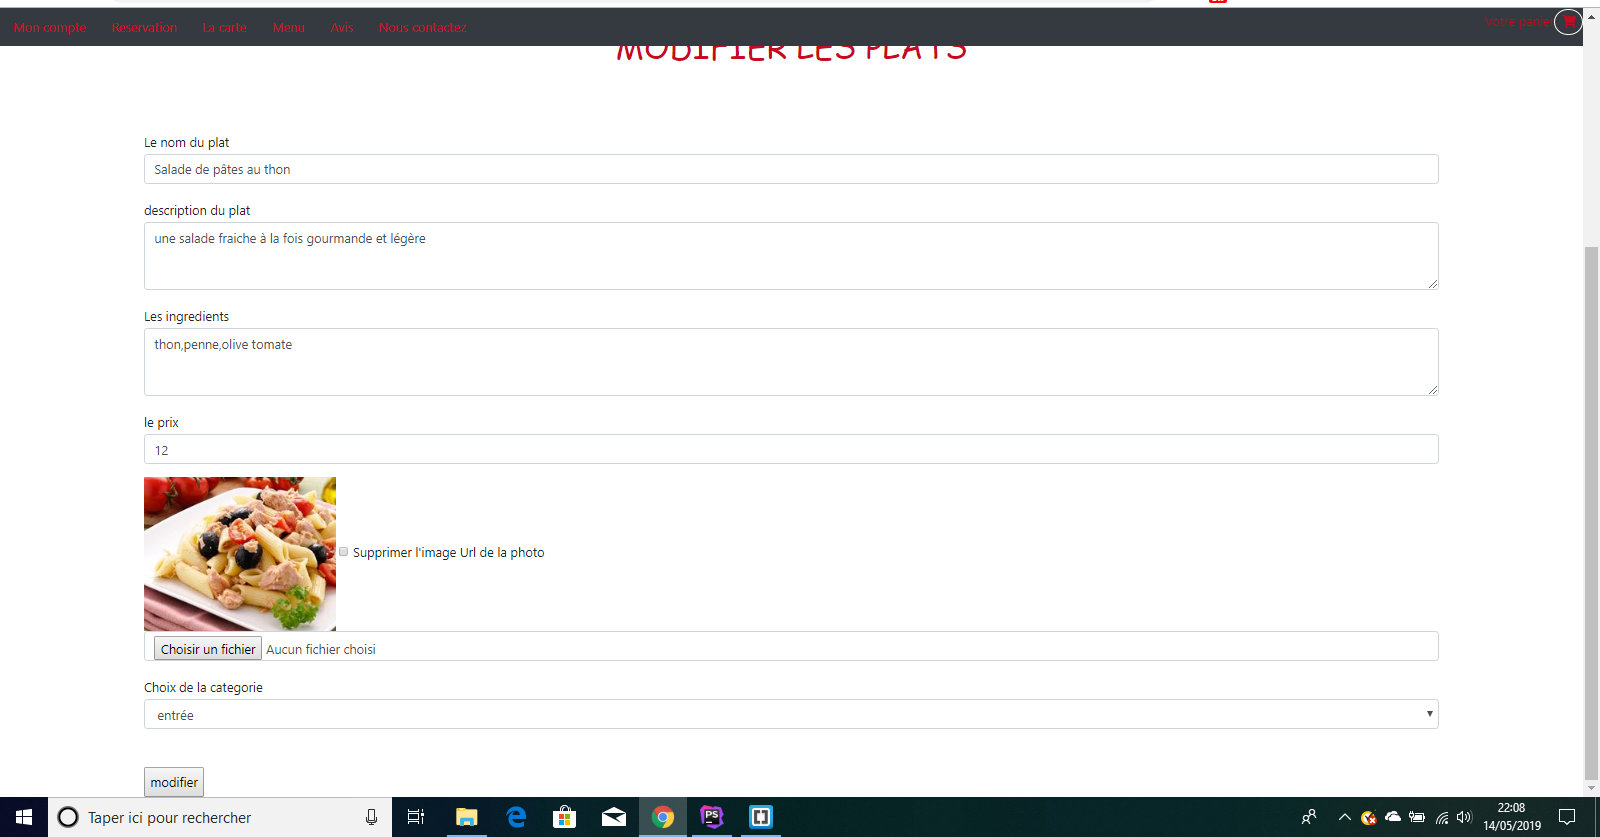 Mon compte Reservation La carte Menu Avis Nous contactez Votre panier
MODIFIER LES PLATS
Le nom du plat
Salade de pâtes au thon
description du plat
une salade fraiche à la fois gourmande et légère
Les ingredients
thon,penne,olive tomate
le prix
12
Supprimer l'image Url de la photo
Choisir un fichier Aucun fichier choisi
Choix de la categorie
entrée
modifier
Taper ici pour rechercher
PS
22:08
14/05/2019